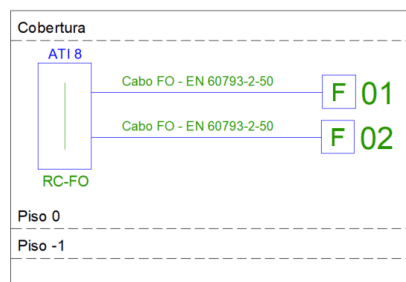 Cobertura
ATI 8
Cabo FO - EN 60793-2-50
F 01
Cabo FO - EN 60793-2-50
F 02
RC-FO
Piso 0
Piso -1